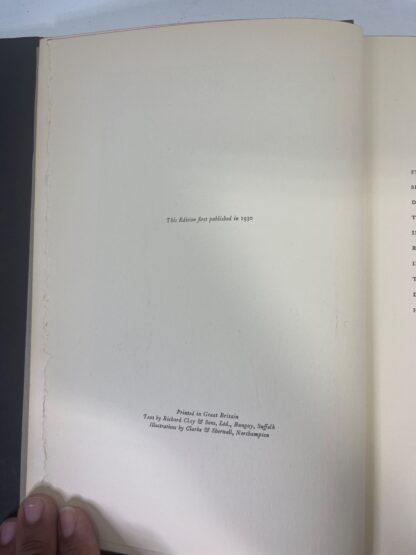 This Edition first published in 1930
Printed in Great Britain
Text by Richard Clay & Sons, Ltd., Bungay, Suffolk
Illustrations by Clarke & Sherwell, Northampton